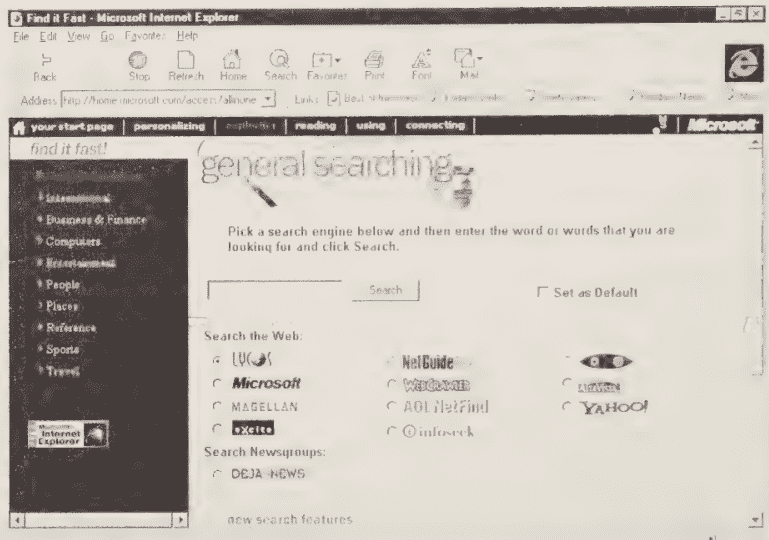 Find it Fast - Microsoft Internet Explorer
File Edit View Go Favorites Help
Back Stop Refresh Home Search Favorites Print Font Mail
Address http://home.microsoft.com/access/allinone Links
your start page personalizing reading using connecting Microsoft
find it fast!
general searching
International
Business & Finance
Computers
Entertainment
People
Places
Reference
Sports
Travel
Internet
Explorer
Pick a search engine below and then enter the word or words that you are
looking for and click Search.
Search Set as Default
Search the Web:
LYCOS NetGuide
Microsoft WebCrawler
MAGELLAN AOL NetFind YAHOO!
excite infoseek
Search Newsgroups:
DEJA NEWS
new search features